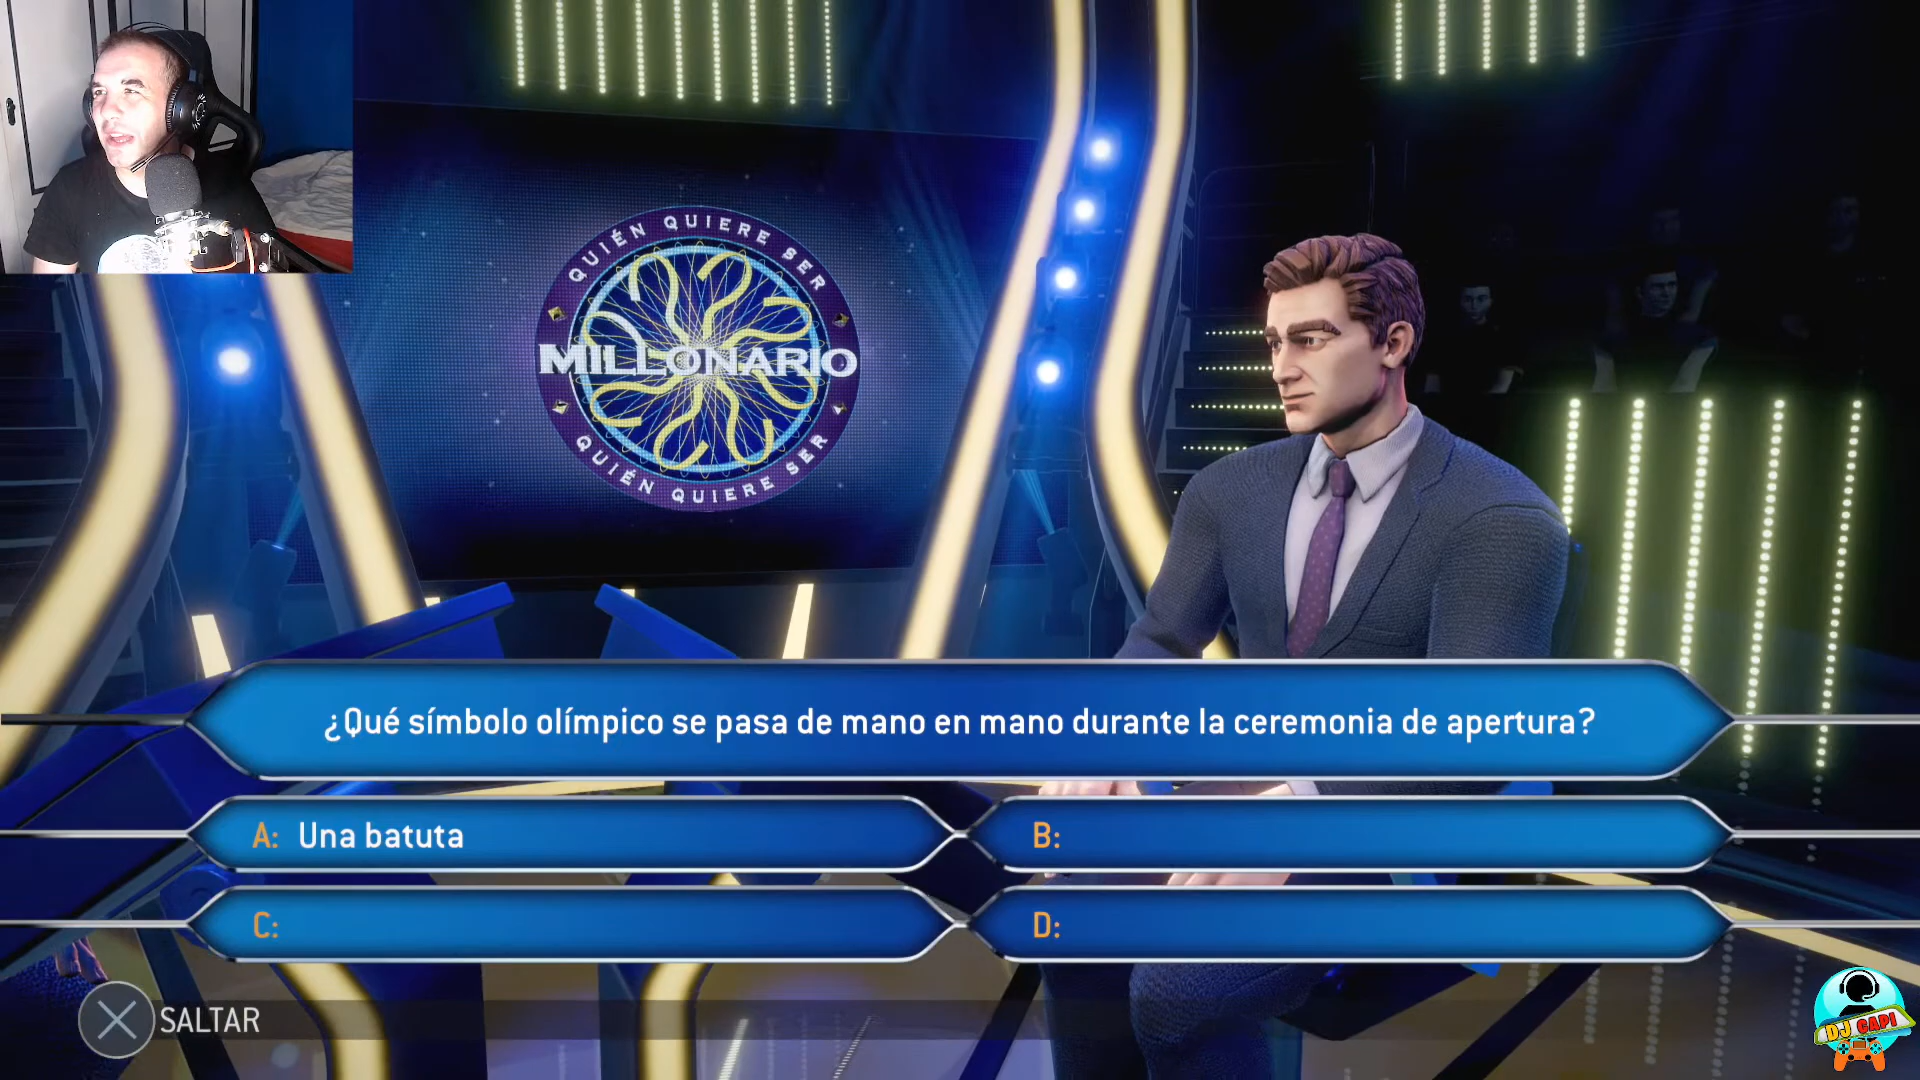 QUIÉN QUIERE SER
MILLONARIO
QUIÉN QUIERE SER
¿Qué símbolo olímpico se pasa de mano en mano durante la ceremonia de apertura?
A: Una batuta
B:
C:
D:
SALTAR
DJ CAPI